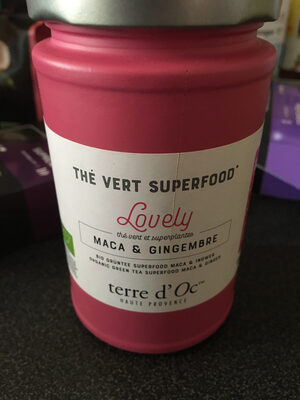 THÉ VERT SUPERFOOD*
Lovely
thé vert et superplantes
MACA & GINGEMBRE
BIO GRÜNTEE SUPERFOOD MACA & INGWER
ORGANIC GREEN TEA SUPERFOOD MACA & GINGER
terre d'Oc™
HAUTE PROVENCE